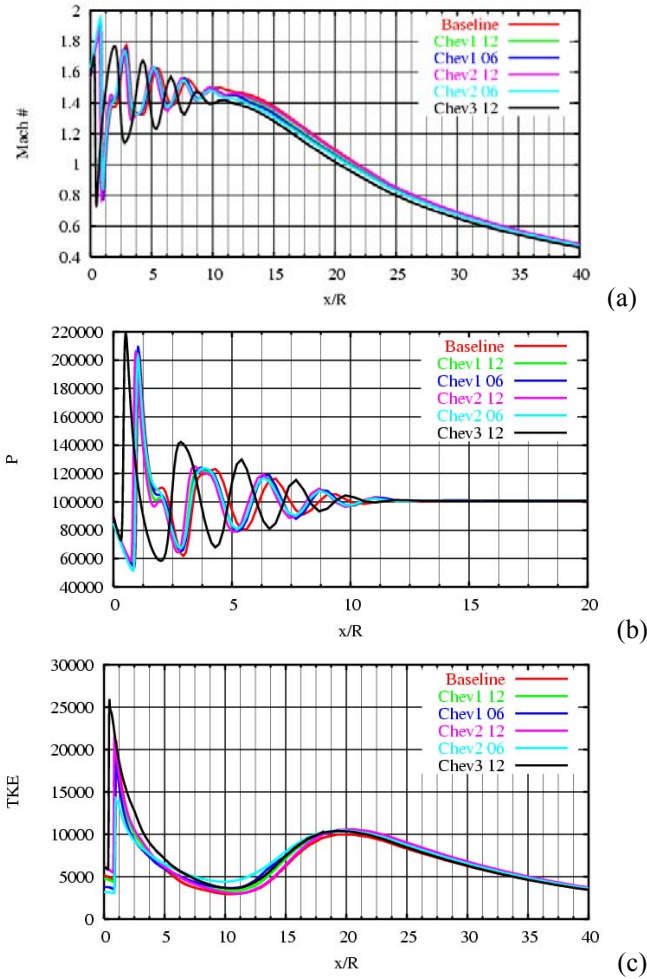 2
1.8
1.6
1.4
1.2
1
0.8
0.6
0.4
Mach #
Baseline
Chev1 12
Chev1 06
Chev2 12
Chev2 06
Chev3 12
0 5 10 15 20 25 30 35 40
x/R
(a)
220000
200000
180000
160000
140000
120000
100000
80000
60000
40000
P
Baseline
Chev1 12
Chev1 06
Chev2 12
Chev2 06
Chev3 12
0 5 10 15 20
x/R
(b)
30000
25000
20000
15000
10000
5000
0
TKE
Baseline
Chev1 12
Chev1 06
Chev2 12
Chev2 06
Chev3 12
0 5 10 15 20 25 30 35 40
x/R
(c)